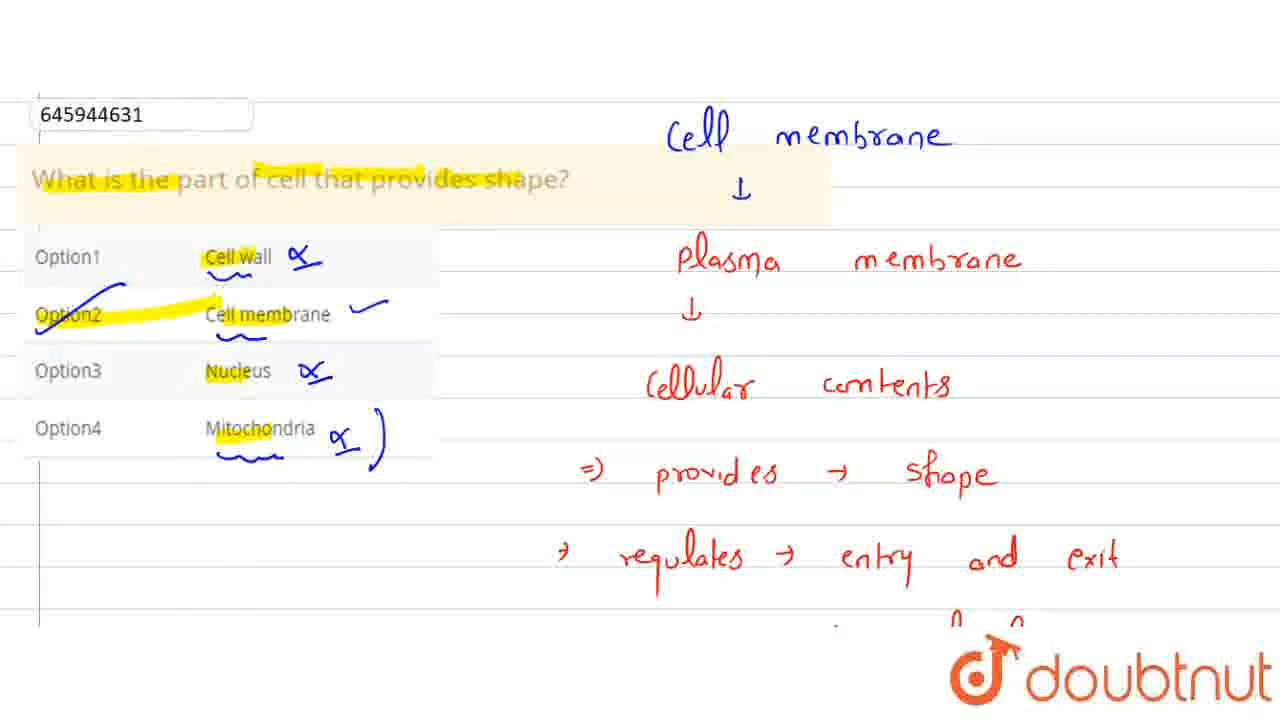 645944631
What is the part of cell that provides shape?
Option1 Cell wall
Option2 Cell membrane
Option3 Nucleus
Option4 Mitochondria
Cell membrane
↓
Plasma membrane
↓
Cellular contents
⇒ provides → shape
→ regulates → entry and exit
doubtnut